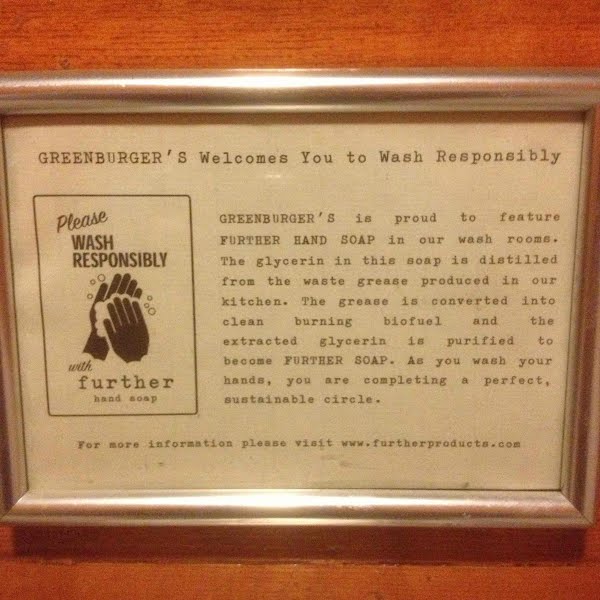 GREENBURGER'S Welcomes You to Wash Responsibly
Please
WASH
RESPONSIBLY
with
further
hand soap
GREENBURGER'S is proud to feature
FURTHER HAND SOAP in our wash rooms.
The glycerin in this soap is distilled
from the waste grease produced in our
kitchen. The grease is converted into
clean burning biofuel and the
extracted glycerin is purified to
become FURTHER SOAP. As you wash your
hands, you are completing a perfect,
sustainable circle.
For more information please visit www.furtherproducts.com